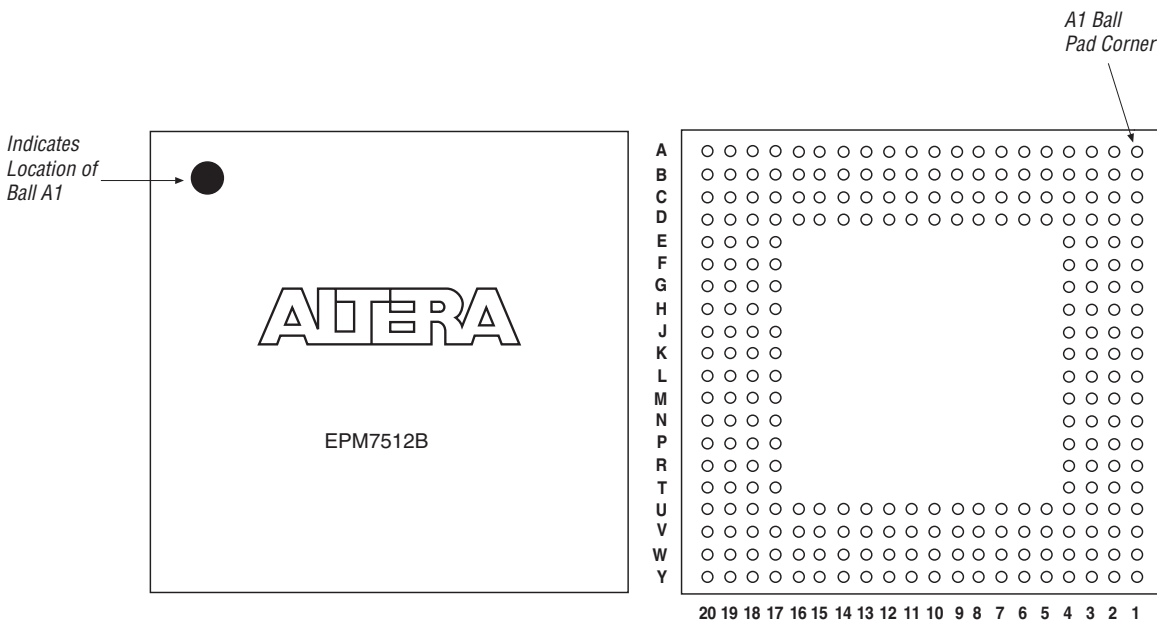 A1 Ball
Pad Corner
Indicates
Location of
Ball A1
ALTERA
EPM7512B
A
B
C
D
E
F
G
H
J
K
L
M
N
P
R
T
U
V
W
Y
20 19 18 17 16 15 14 13 12 11 10 9 8 7 6 5 4 3 2 1